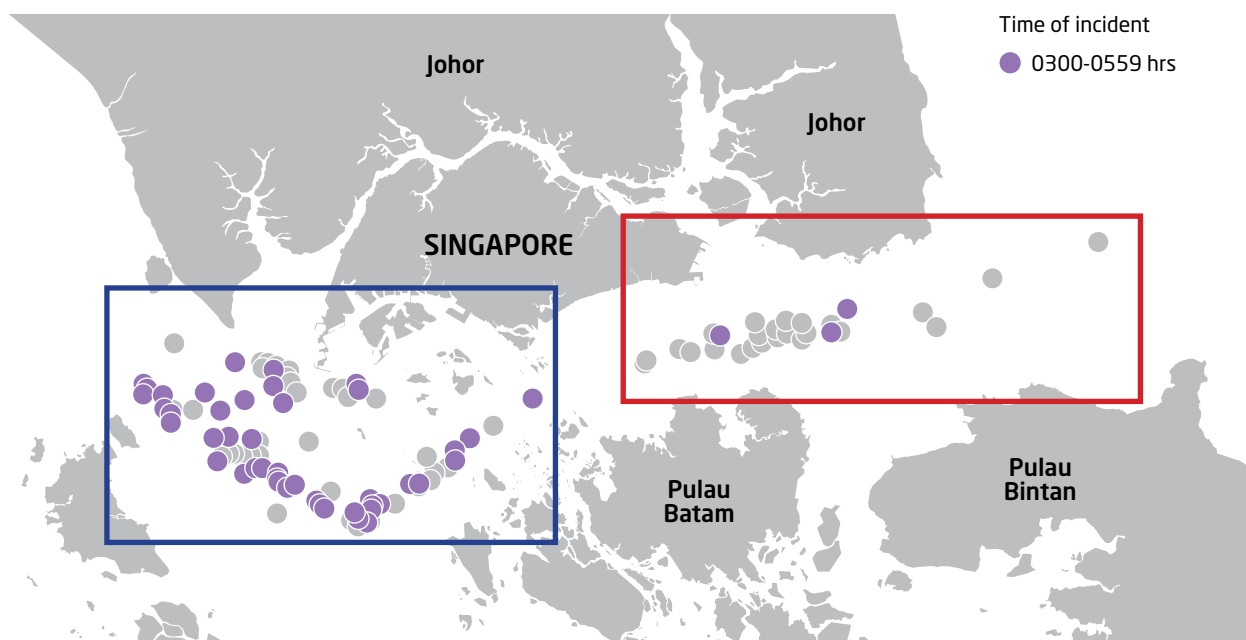 Time of incident
0300-0559 hrs
Johor
Johor
SINGAPORE
Pulau
Batam
Pulau
Bintan